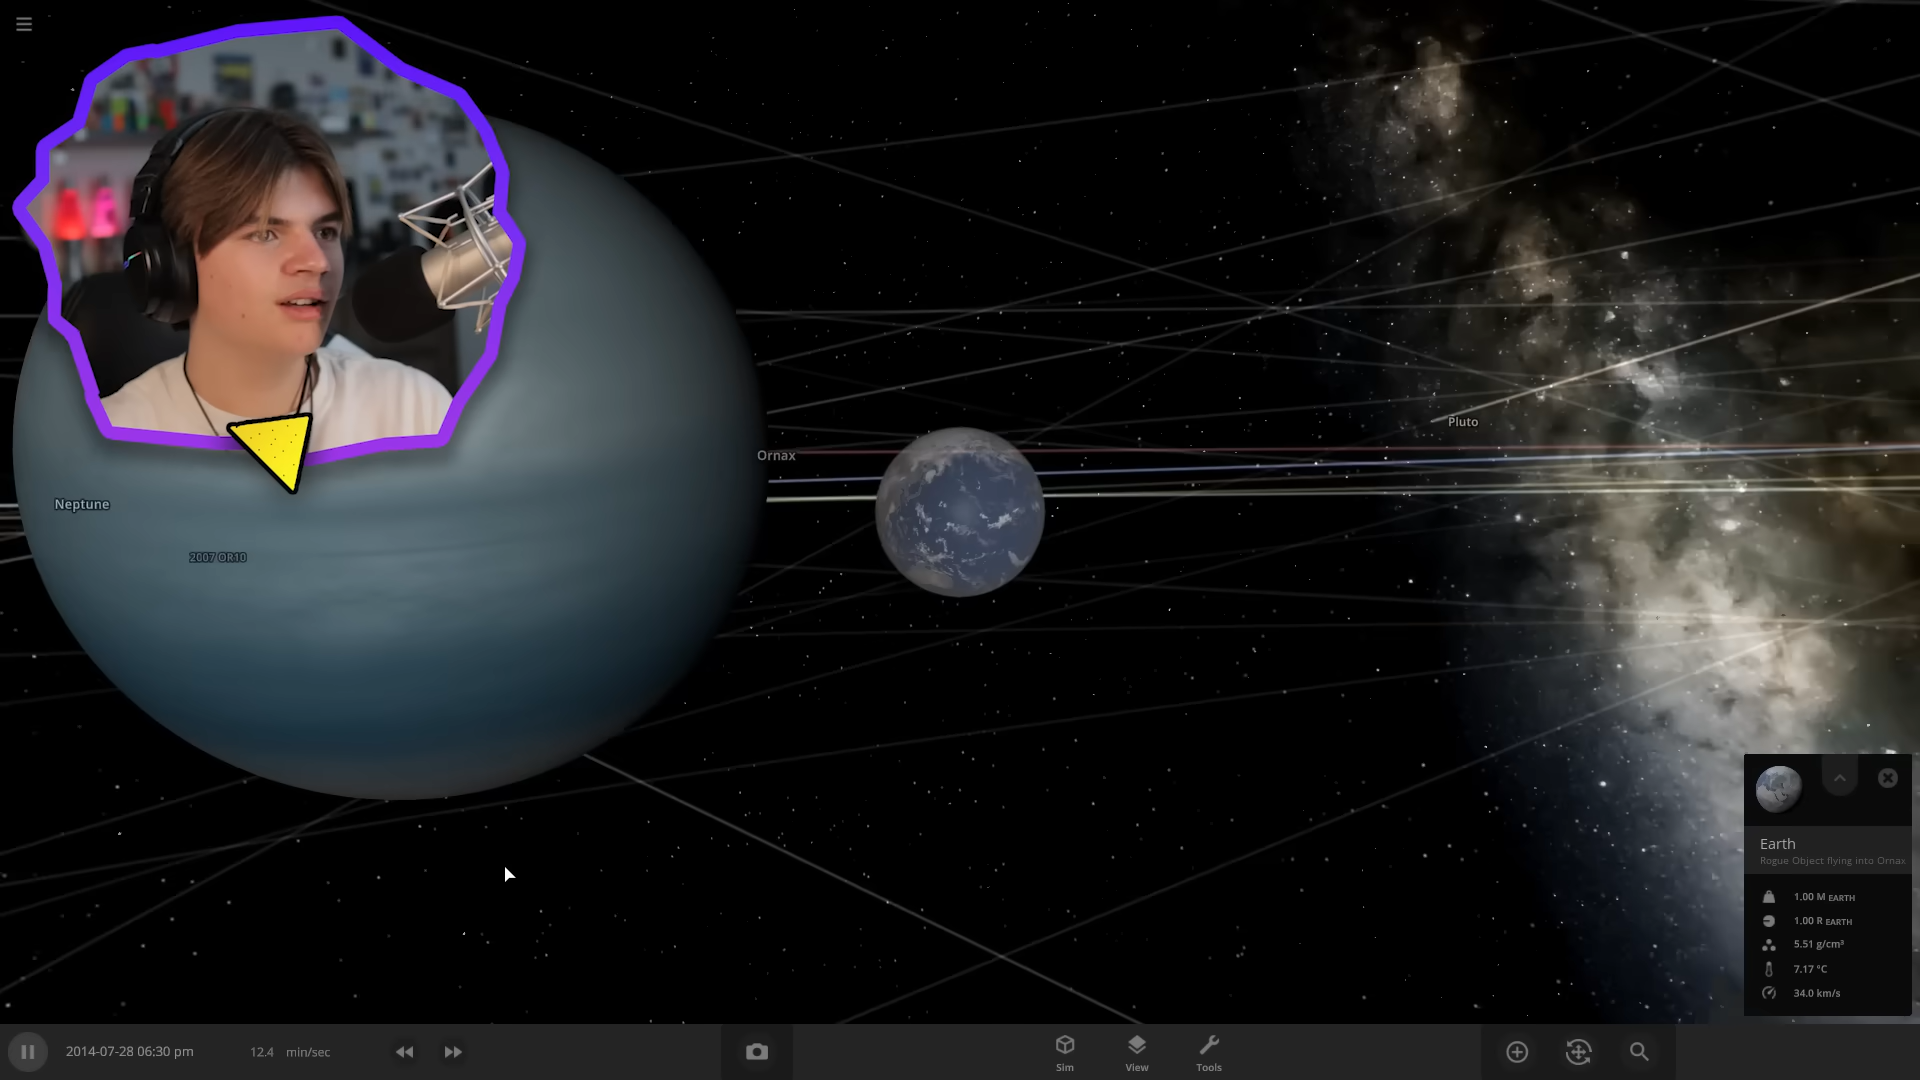 Pluto
Ornax
Neptune
2007 OR10
Earth
Rogue Object flying into Ornax
1.00 M EARTH
1.00 R EARTH
5.51 g/cm³
7.17 °C
34.0 km/s
2014-07-28 06:30 pm
12.4 min/sec
Sim
View
Tools